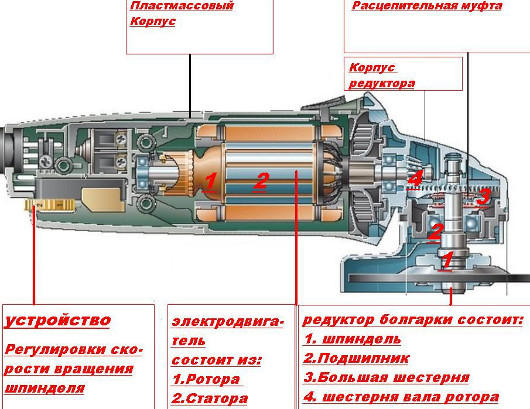 Пластмассовый
Корпус
Расцепительная муфта
Корпус
редуктора
1
2
4
3
2
1
устройство
Регулировки ско-
рости вращения
шпинделя
электродвига-
тель
состоит из:
1.Ротора
2.Статора
редуктор болгарки состоит:
1. шпиндель
2.Подшипник
3.Большая шестерня
4. шестерня вала ротора